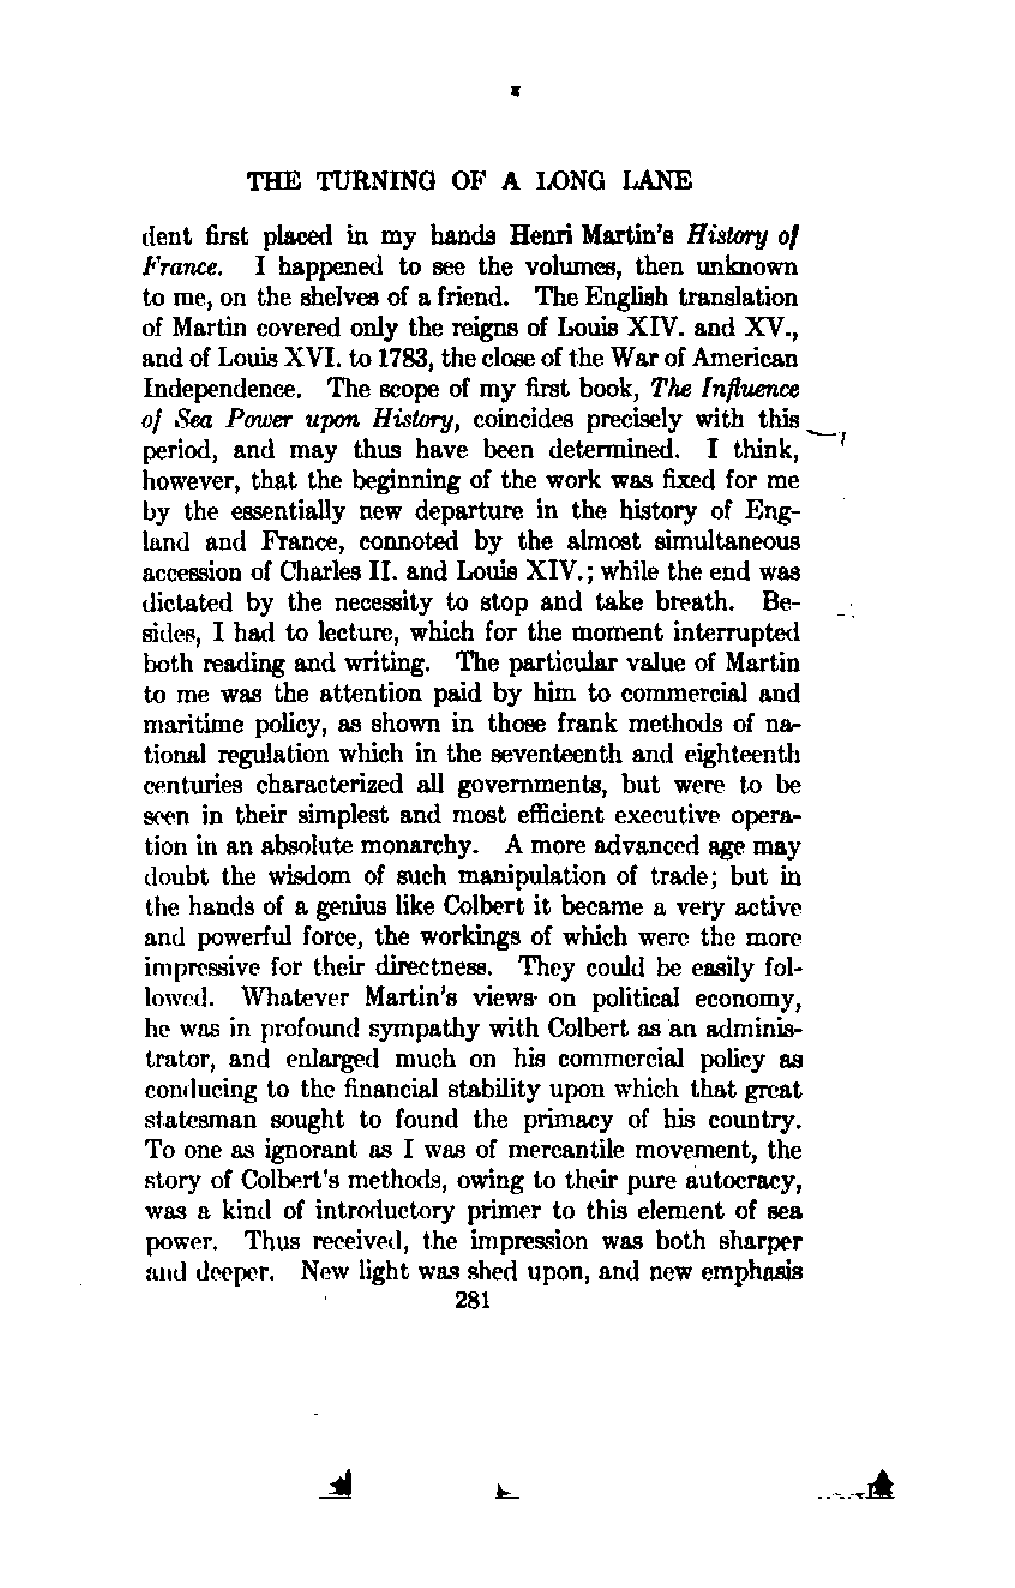 THE TURNING OF A LONG LANE
dent first placed in my hands Henri Martin's History of
France. I happened to see the volumes, then unknown
to me, on the shelves of a friend. The English translation
of Martin covered only the reigns of Louis XIV. and XV.,
and of Louis XVI. to 1783, the close of the War of American
Independence. The scope of my first book, The Influence
of Sea Power upon History, coincides precisely with this
period, and may thus have been determined. I think,
however, that the beginning of the work was fixed for me
by the essentially new departure in the history of Eng-
land and France, connoted by the almost simultaneous
accession of Charles II. and Louis XIV.; while the end was
dictated by the necessity to stop and take breath. Be-
sides, I had to lecture, which for the moment interrupted
both reading and writing. The particular value of Martin
to me was the attention paid by him to commercial and
maritime policy, as shown in those frank methods of na-
tional regulation which in the seventeenth and eighteenth
centuries characterized all governments, but were to be
seen in their simplest and most efficient executive opera-
tion in an absolute monarchy. A more advanced age may
doubt the wisdom of such manipulation of trade; but in
the hands of a genius like Colbert it became a very active
and powerful force, the workings of which were the more
impressive for their directness. They could be easily fol-
lowed. Whatever Martin's views on political economy,
he was in profound sympathy with Colbert as an adminis-
trator, and enlarged much on his commercial policy as
conducing to the financial stability upon which that great
statesman sought to found the primacy of his country.
To one as ignorant as I was of mercantile movement, the
story of Colbert's methods, owing to their pure autocracy,
was a kind of introductory primer to this element of sea
power. Thus received, the impression was both sharper
and deeper. New light was shed upon, and new emphasis
281